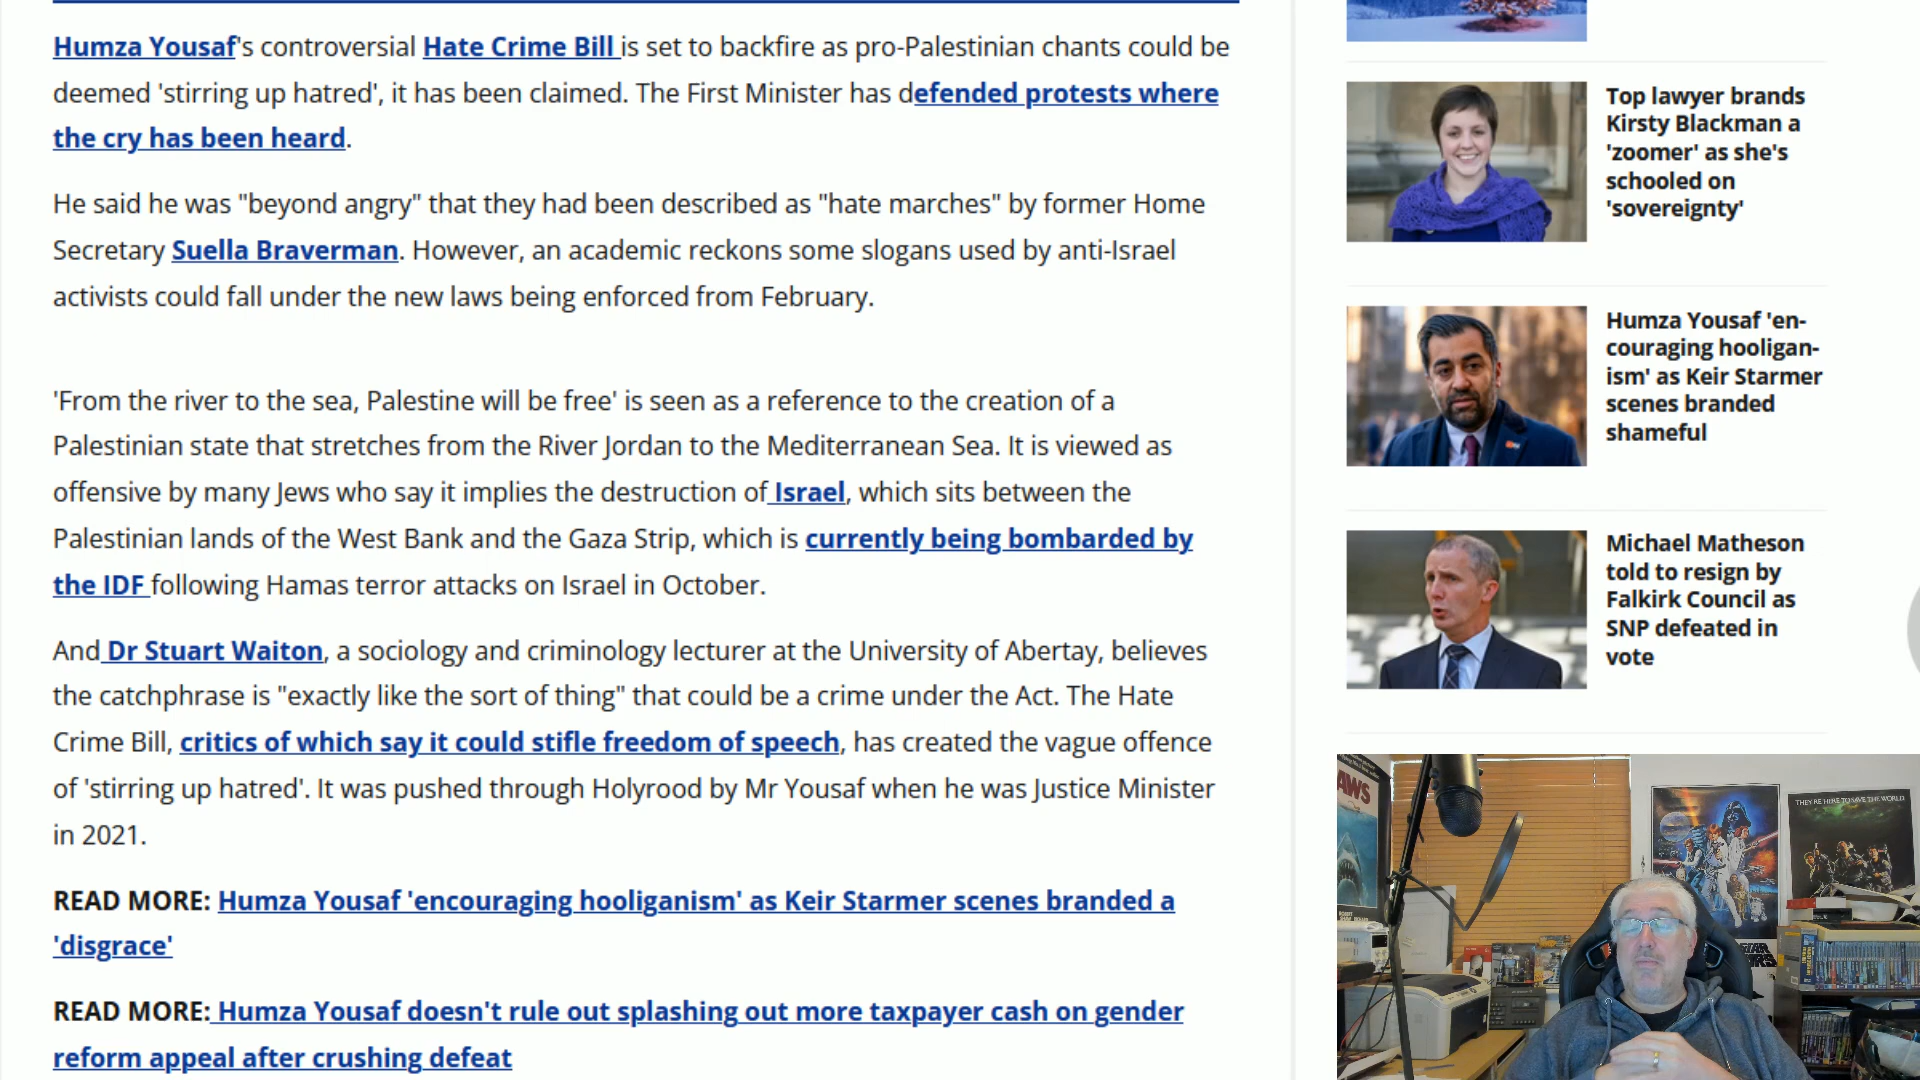 Humza Yousaf's controversial Hate Crime Bill is set to backfire as pro-Palestinian chants could be
deemed 'stirring up hatred', it has been claimed. The First Minister has defended protests where
the cry has been heard.
He said he was "beyond angry" that they had been described as "hate marches" by former Home
Secretary Suella Braverman. However, an academic reckons some slogans used by anti-Israel
activists could fall under the new laws being enforced from February.
'From the river to the sea, Palestine will be free' is seen as a reference to the creation of a
Palestinian state that stretches from the River Jordan to the Mediterranean Sea. It is viewed as
offensive by many Jews who say it implies the destruction of Israel, which sits between the
Palestinian lands of the West Bank and the Gaza Strip, which is currently being bombarded by
the IDF following Hamas terror attacks on Israel in October.
And Dr Stuart Waiton, a sociology and criminology lecturer at the University of Abertay, believes
the catchphrase is "exactly like the sort of thing" that could be a crime under the Act. The Hate
Crime Bill, critics of which say it could stifle freedom of speech, has created the vague offence
of 'stirring up hatred'. It was pushed through Holyrood by Mr Yousaf when he was Justice Minister
in 2021.
READ MORE: Humza Yousaf 'encouraging hooliganism' as Keir Starmer scenes branded a
'disgrace'
READ MORE: Humza Yousaf doesn't rule out splashing out more taxpayer cash on gender
reform appeal after crushing defeat
Top lawyer brands
Kirsty Blackman a
'zoomer' as she's
schooled on
'sovereignty'
Humza Yousaf 'en-
couraging hooligan-
ism' as Keir Starmer
scenes branded
shameful
Michael Matheson
told to resign by
Falkirk Council as
SNP defeated in
vote
AWS
THEY'RE HERE TO SAVE THE WORLD
STAR
WARS